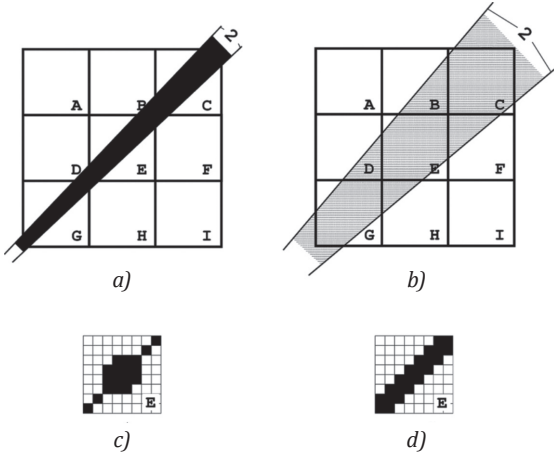 2 2
A B C A B C
D E F D E F
G H I G H I
a) b)
E E
c) d)